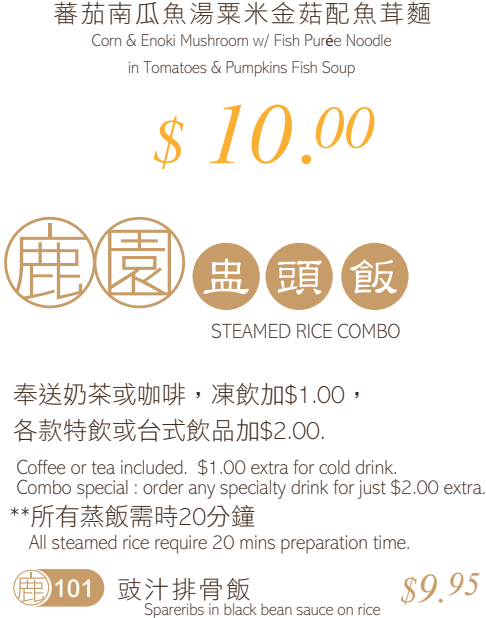 蕃茄南瓜魚湯粟米金菇配魚茸麵
Corn & Enoki Mushroom w/ Fish Purée Noodle
in Tomatoes & Pumpkins Fish Soup
$ 10.00
鹿園盅頭飯
STEAMED RICE COMBO
奉送奶茶或咖啡，凍飲加$1.00，
各款特飲或台式飲品加$2.00.
Coffee or tea included.  $1.00 extra for cold drink.
Combo special : order any specialty drink for just $2.00 extra.
**所有蒸飯需時20分鐘
All steamed rice require 20 mins preparation time.
鹿 101 豉汁排骨飯 $9.95
Spareribs in black bean sauce on rice